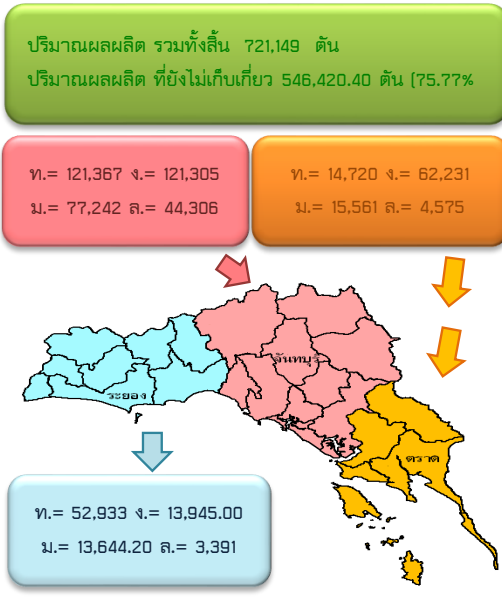 ปริมาณผลผลิต รวมทั้งสิ้น 721,149 ตัน
ปริมาณผลผลิต ที่ยังไม่เก็บเกี่ยว 546,420.40 ตัน (75.77%
ท.= 121,367 ง.= 121,305
ม.= 77,242 ล.= 44,306
ท.= 14,720 ง.= 62,231
ม.= 15,561 ล.= 4,575
จันทบุรี
ระยอง
ตราด
ท.= 52,933 ง.= 13,945.00
ม.= 13,644.20 ล.= 3,391